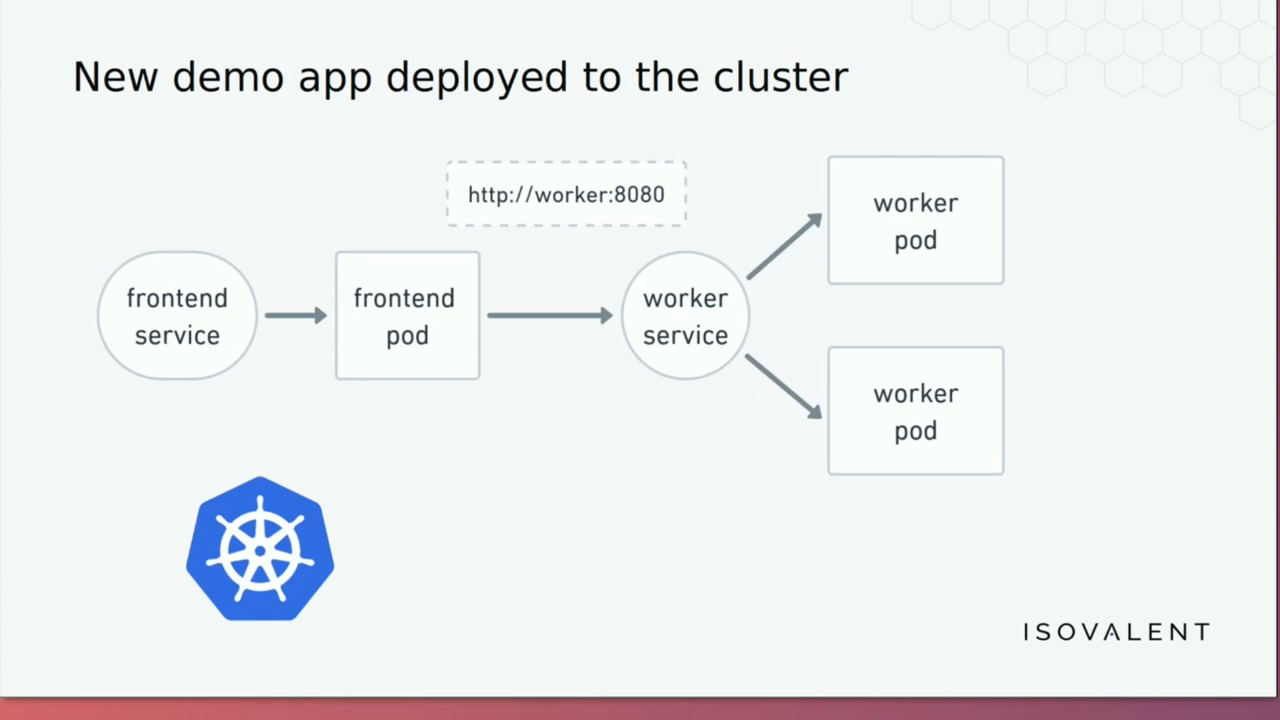 New demo app deployed to the cluster
http://worker:8080
frontend
service
frontend
pod
worker
service
worker
pod
worker
pod
ISOVALENT